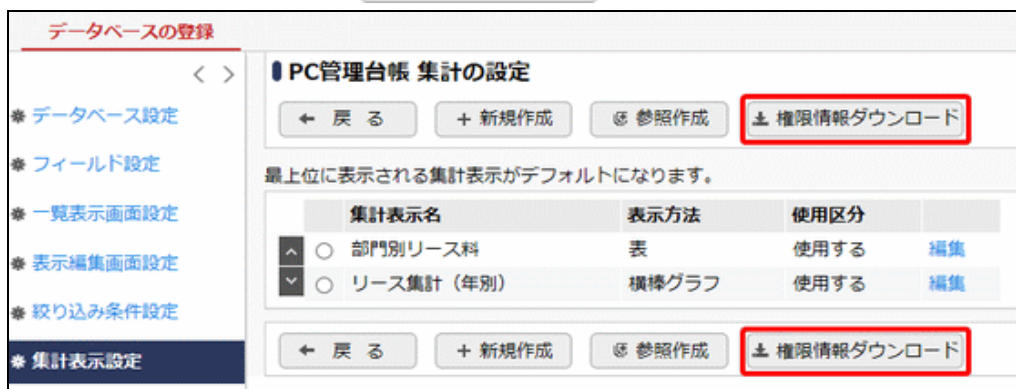 データベースの登録
< >
データベース設定
フィールド設定
一覧表示画面設定
表示編集画面設定
絞り込み条件設定
集計表示設定
PC管理台帳 集計の設定
← 戻 る + 新規作成 参照作成 権限情報ダウンロード
最上位に表示される集計表示がデフォルトになります。
集計表示名 表示方法 使用区分
部門別リース料 表 使用する 編集
リース集計（年別） 横棒グラフ 使用する 編集
← 戻 る + 新規作成 参照作成 権限情報ダウンロード